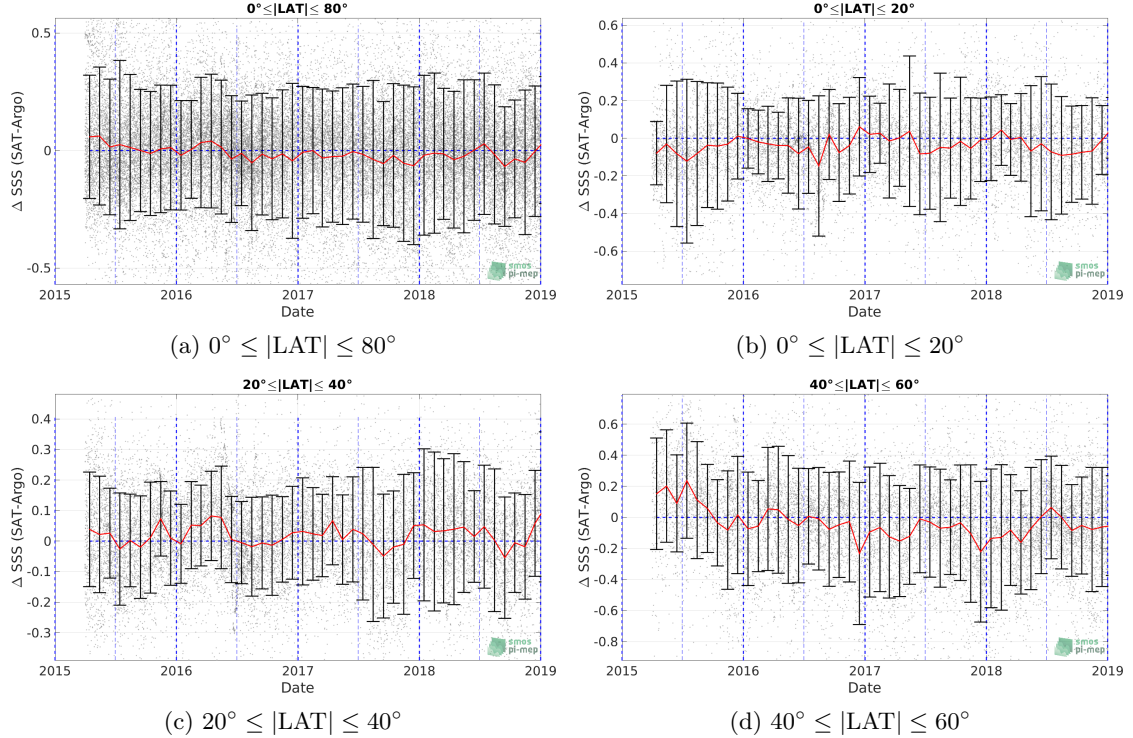 0°≤|LAT|≤ 80°
Δ SSS (SAT-Argo)
0.5
0
-0.5
2015 2016 2017 2018 2019
Date
smos
pi-mep
(a) 0° ≤ |LAT| ≤ 80°
0°≤|LAT|≤ 20°
Δ SSS (SAT-Argo)
0.6
0.4
0.2
0
-0.2
-0.4
-0.6
2015 2016 2017 2018 2019
Date
smos
pi-mep
(b) 0° ≤ |LAT| ≤ 20°
20°≤|LAT|≤ 40°
Δ SSS (SAT-Argo)
0.4
0.3
0.2
0.1
0
-0.1
-0.2
-0.3
2015 2016 2017 2018 2019
Date
smos
pi-mep
(c) 20° ≤ |LAT| ≤ 40°
40°≤|LAT|≤ 60°
Δ SSS (SAT-Argo)
0.6
0.4
0.2
0
-0.2
-0.4
-0.6
-0.8
2015 2016 2017 2018 2019
Date
smos
pi-mep
(d) 40° ≤ |LAT| ≤ 60°